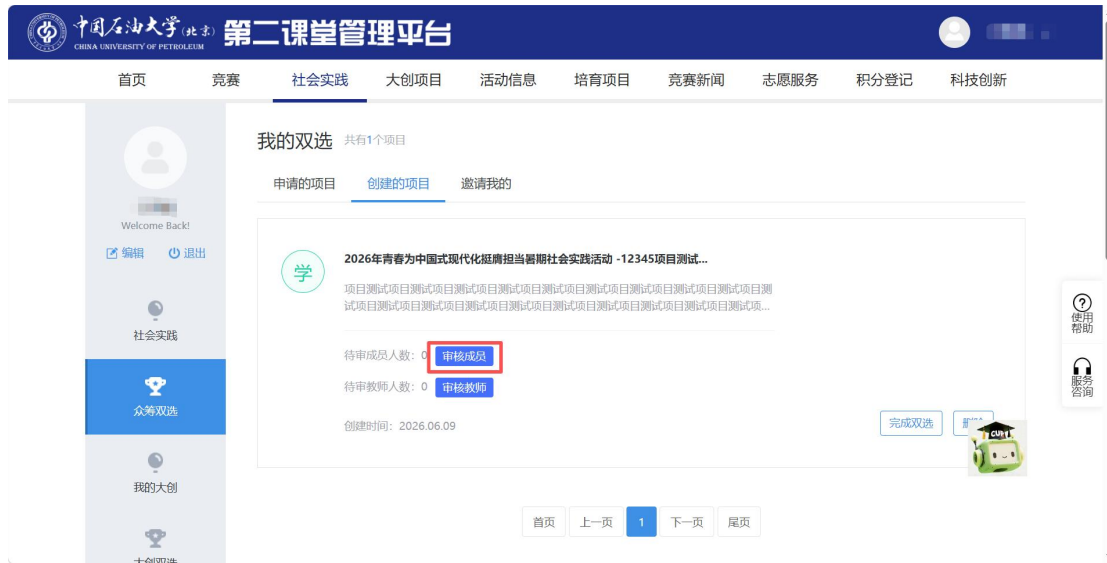 中国石油大学(北京) 第二课堂管理平台
CHINA UNIVERSITY OF PETROLEUM
首页 竞赛 社会实践 大创项目 活动信息 培育项目 竞赛新闻 志愿服务 积分登记 科技创新
我的双选 共有1个项目
申请的项目 创建的项目 邀请我的
Welcome Back!
编辑 退出
社会实践
众筹双选
我的大创
大创双选
学
2026年青春为中国式现代化挺膺担当暑期社会实践活动 -12345项目测试...
项目测试项目测试项目测试项目测试项目测试项目测试项目测试项目测试项目测
试项目测试项目测试项目测试项目测试项目测试项目测试项目测试项目测试项...
待审成员人数：0 审核成员
待审教师人数：0 审核教师
创建时间：2026.06.09
完成双选
CUP
首页 上一页 1 下一页 尾页
使用
帮助
服务
咨询